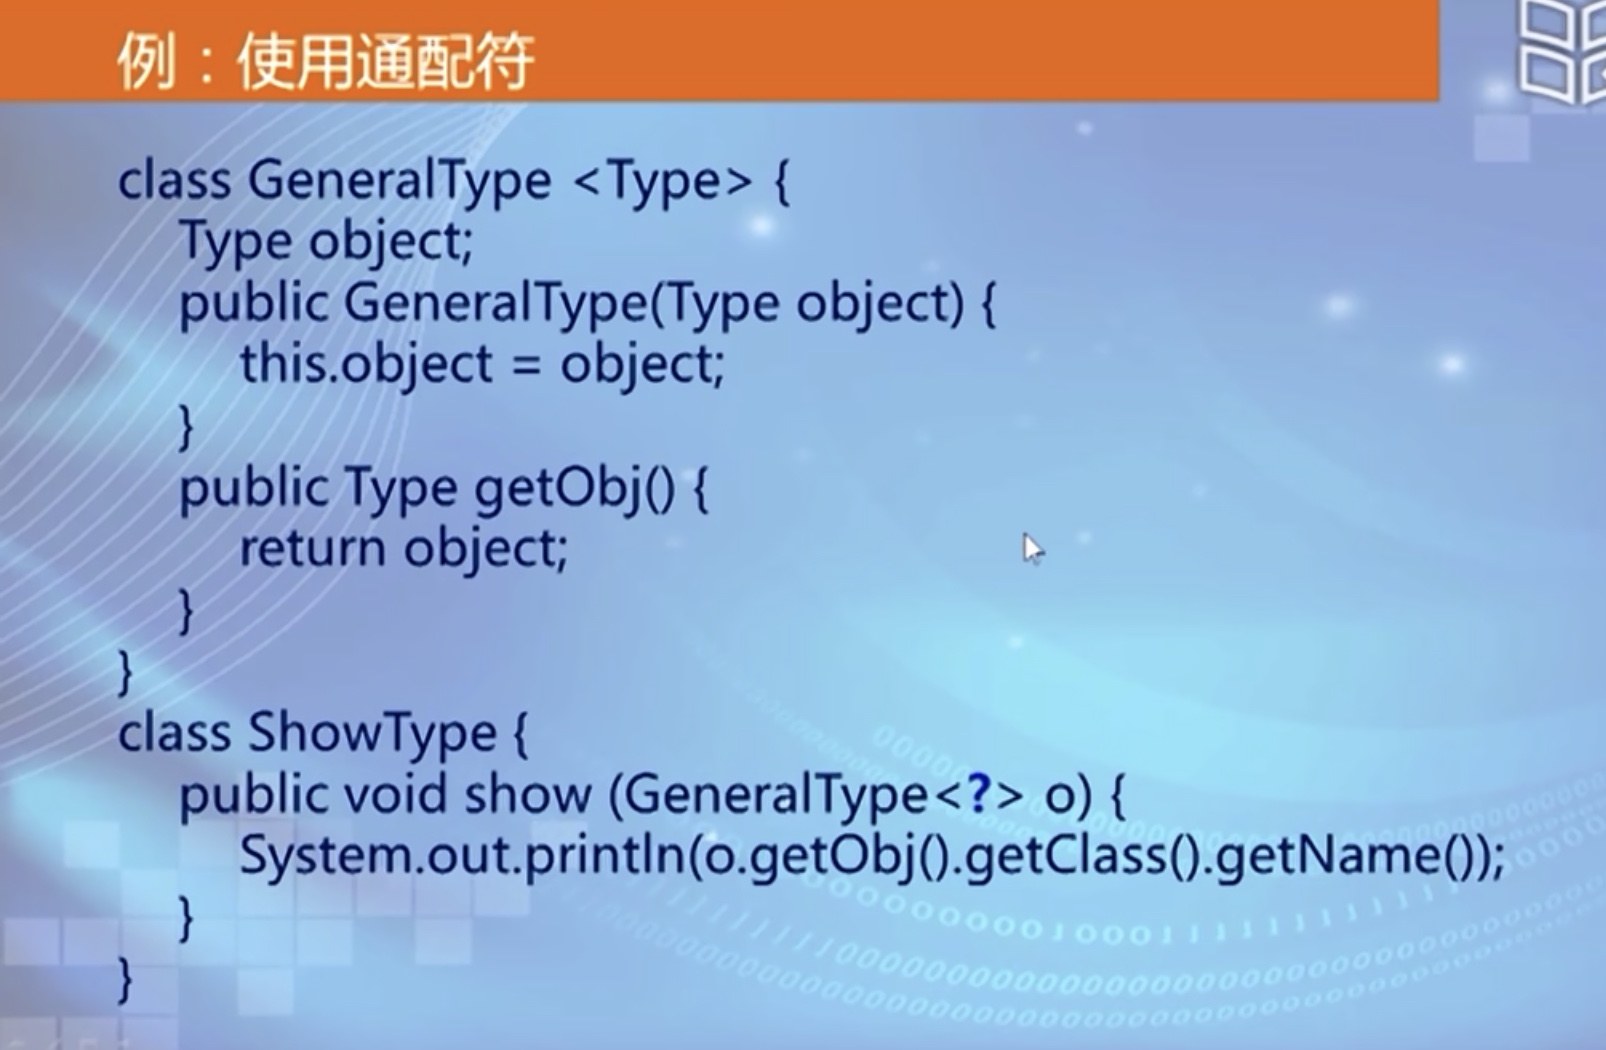 例：使用通配符
class GeneralType <Type> {
Type object;
public GeneralType(Type object) {
this.object = object;
}
public Type getObj() {
return object;
}
}
class ShowType {
public void show (GeneralType<?> o) {
System.out.println(o.getObj().getClass().getName());
}
}